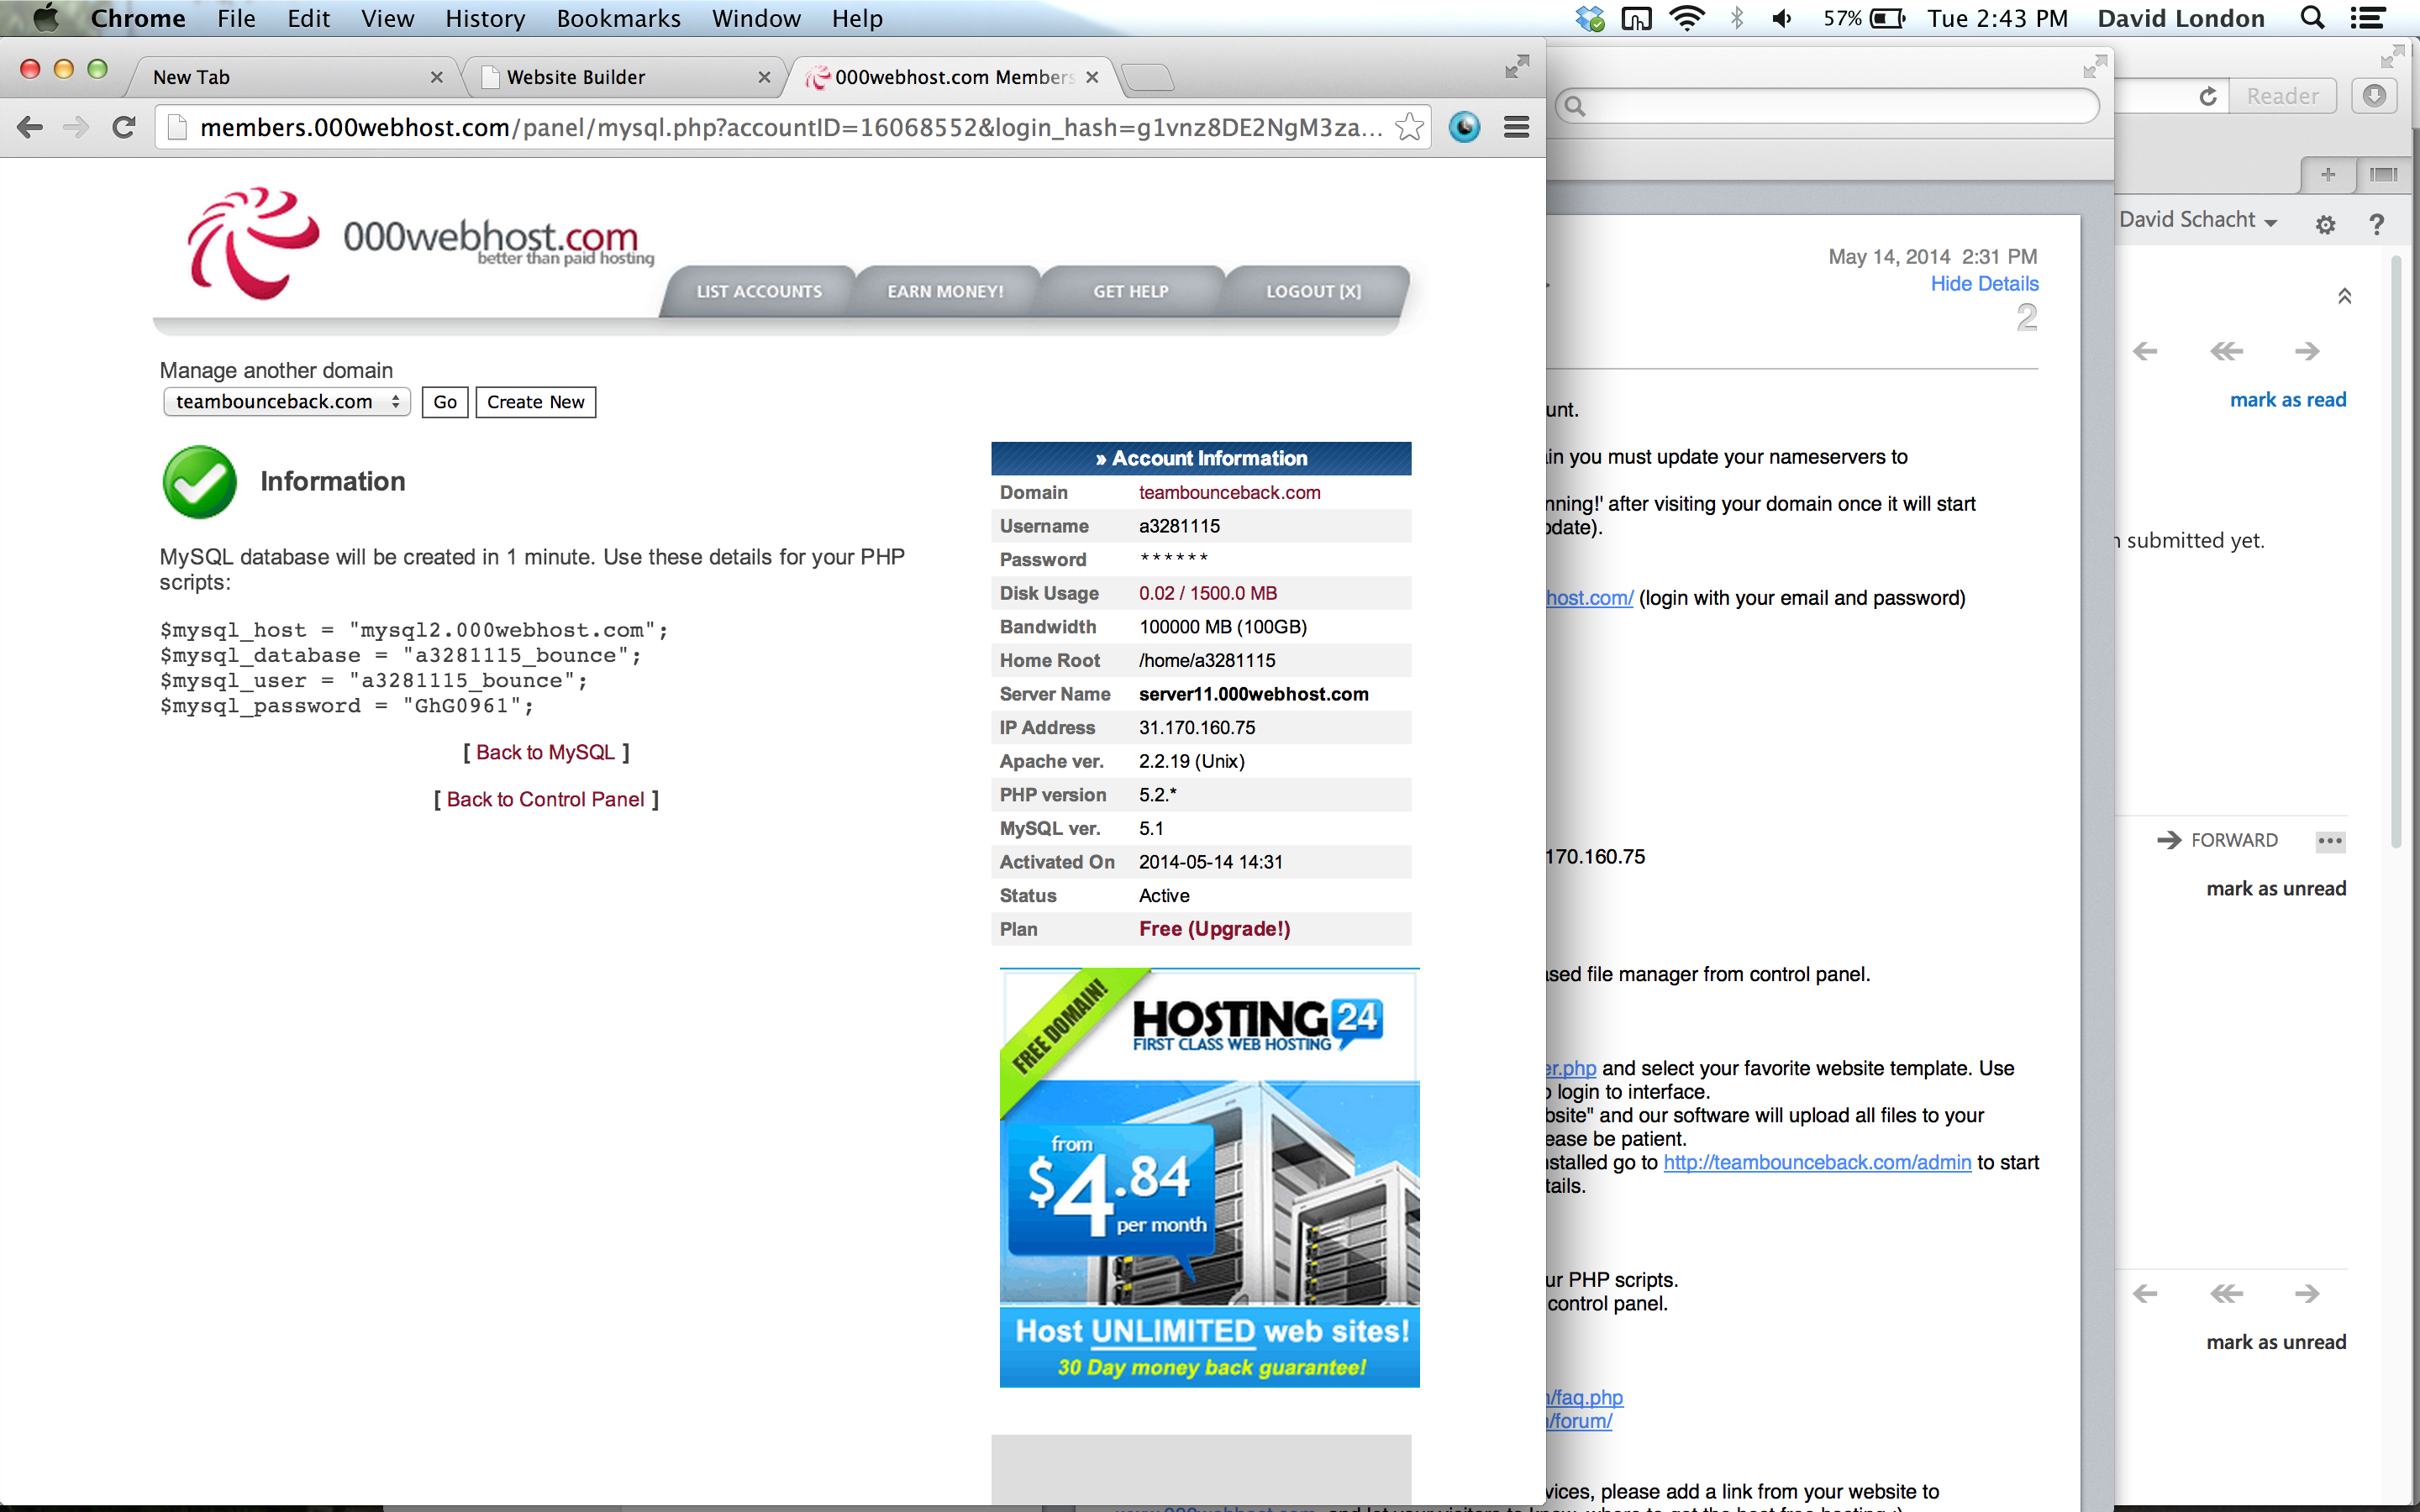 Chrome File Edit View History Bookmarks Window Help 57% Tue 2:43 PM David London
New Tab Website Builder 000webhost.com Members
members.000webhost.com/panel/mysql.php?accountID=16068552&login_hash=g1vnz8DE2NgM3za...
000webhost.com
better than paid hosting
LIST ACCOUNTS EARN MONEY! GET HELP LOGOUT [X]
Manage another domain
teambounceback.com Go Create New
Information
MySQL database will be created in 1 minute. Use these details for your PHP
scripts:
$mysql_host = "mysql2.000webhost.com";
$mysql_database = "a3281115_bounce";
$mysql_user = "a3281115_bounce";
$mysql_password = "GhG0961";
[ Back to MySQL ]
[ Back to Control Panel ]
» Account Information
Domain teambounceback.com
Username a3281115
Password ******
Disk Usage 0.02 / 1500.0 MB
Bandwidth 100000 MB (100GB)
Home Root /home/a3281115
Server Name server11.000webhost.com
IP Address 31.170.160.75
Apache ver. 2.2.19 (Unix)
PHP version 5.2.*
MySQL ver. 5.1
Activated On 2014-05-14 14:31
Status Active
Plan Free (Upgrade!)
FREE DOMAIN!
HOSTING 24
FIRST CLASS WEB HOSTING
from
$4.84
per month
Host UNLIMITED web sites!
30 Day money back guarantee!
May 14, 2014 2:31 PM
Hide Details
2
unt.
in you must update your nameservers to
nning!' after visiting your domain once it will start
date).
host.com/ (login with your email and password)
170.160.75
sed file manager from control panel.
er.php and select your favorite website template. Use
login to interface.
bsite" and our software will upload all files to your
ease be patient.
nstalled go to http://teambounceback.com/admin to start
tails.
ur PHP scripts.
control panel.
/faq.php
/forum/
vices, please add a link from your website to
Reader
David Schacht ?
mark as read
submitted yet.
FORWARD
mark as unread
mark as unread